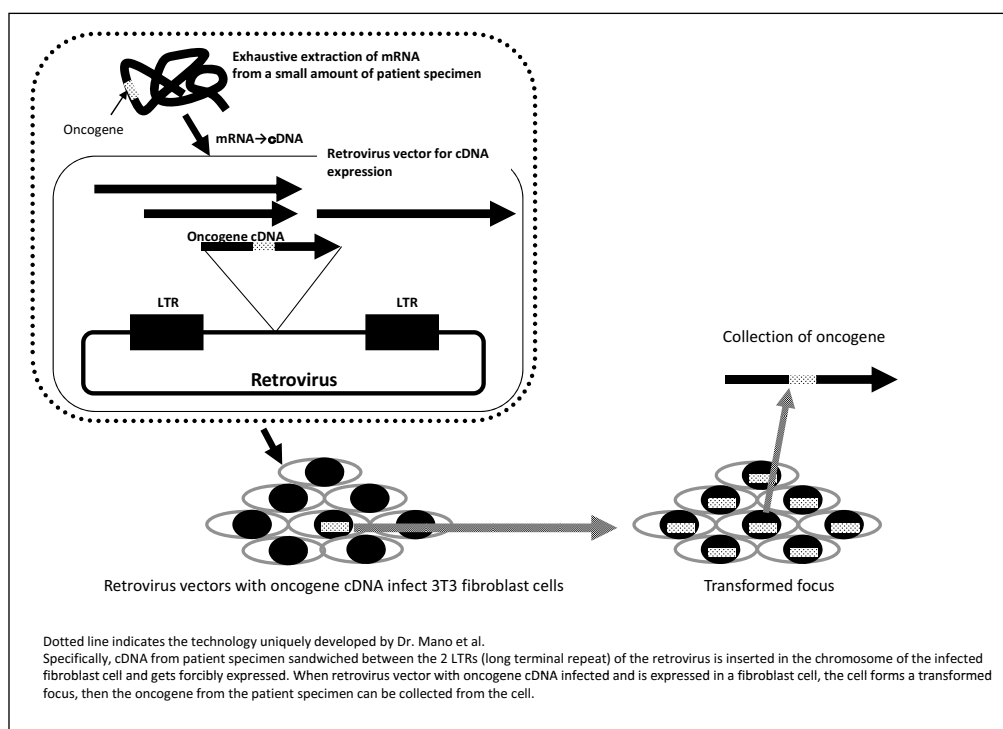 Exhaustive extraction of mRNA
from a small amount of patient specimen
Oncogene
mRNA→cDNA
Retrovirus vector for cDNA
expression
Oncogene cDNA
LTR
LTR
Retrovirus
Collection of oncogene
Retrovirus vectors with oncogene cDNA infect 3T3 fibroblast cells
Transformed focus
Dotted line indicates the technology uniquely developed by Dr. Mano et al.
Specifically, cDNA from patient specimen sandwiched between the 2 LTRs (long terminal repeat) of the retrovirus is inserted in the chromosome of the infected
fibroblast cell and gets forcibly expressed. When retrovirus vector with oncogene cDNA infected and is expressed in a fibroblast cell, the cell forms a transformed
focus, then the oncogene from the patient specimen can be collected from the cell.